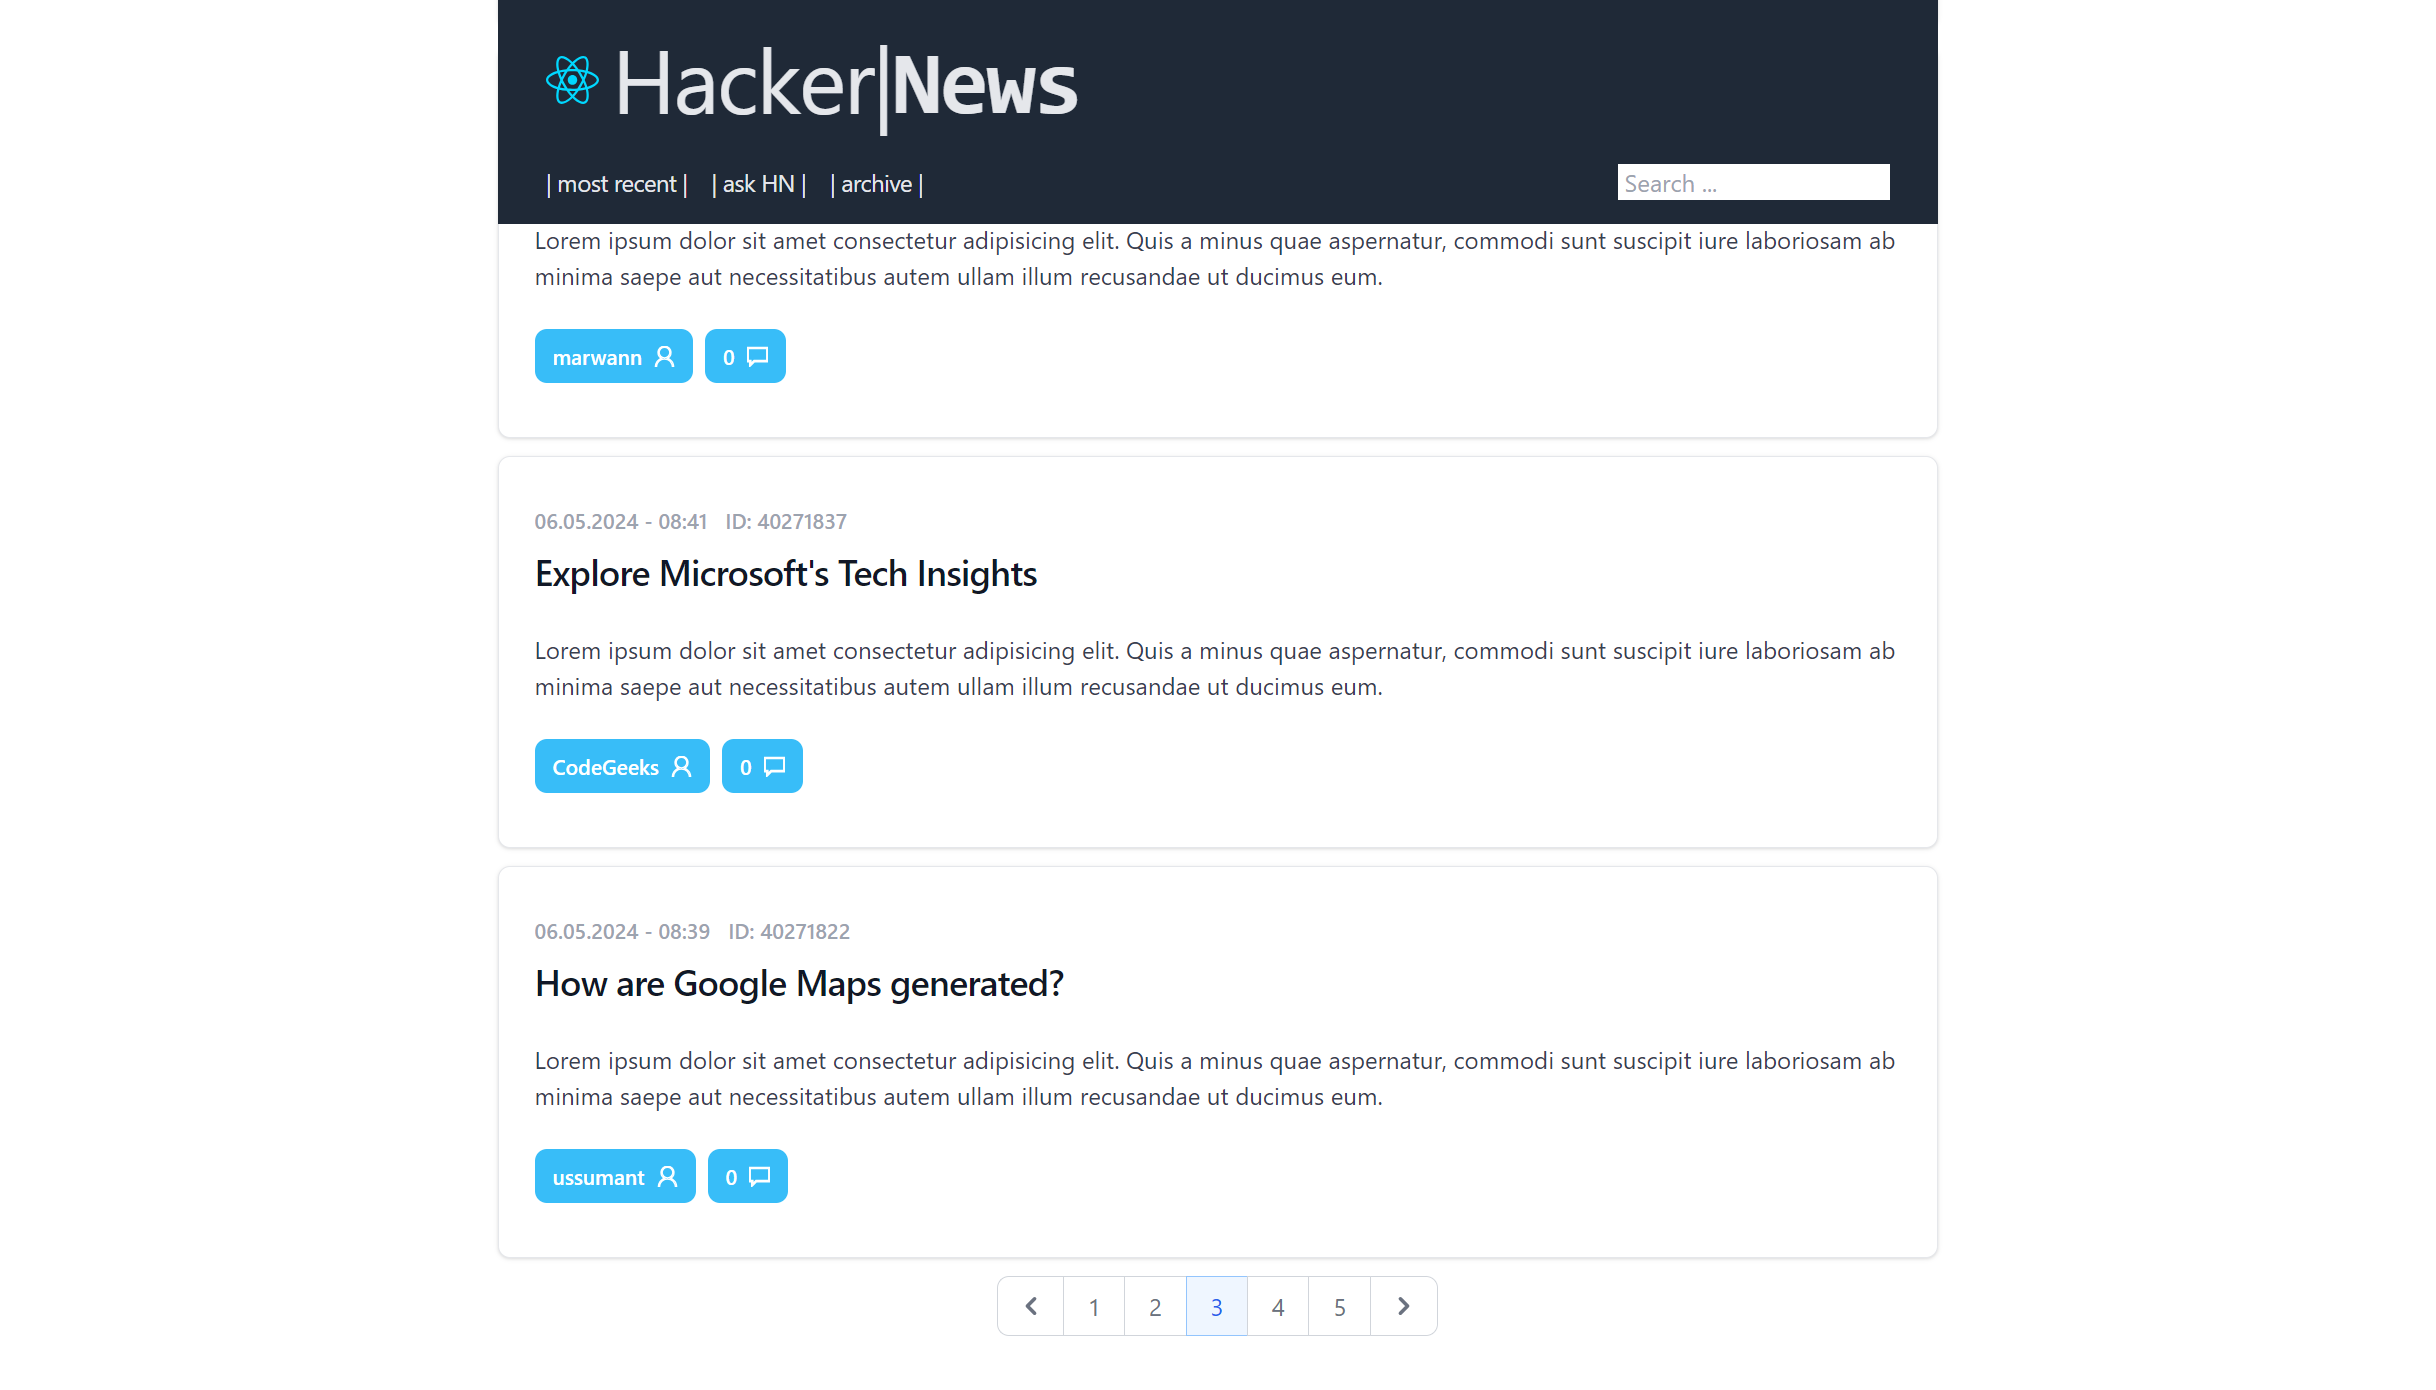 Hacker|News
| most recent | | ask HN | | archive | Search ...
Lorem ipsum dolor sit amet consectetur adipisicing elit. Quis a minus quae aspernatur, commodi sunt suscipit iure laboriosam ab
minima saepe aut necessitatibus autem ullam illum recusandae ut ducimus eum.
marwann 0
06.05.2024 - 08:41 ID: 40271837
Explore Microsoft's Tech Insights
Lorem ipsum dolor sit amet consectetur adipisicing elit. Quis a minus quae aspernatur, commodi sunt suscipit iure laboriosam ab
minima saepe aut necessitatibus autem ullam illum recusandae ut ducimus eum.
CodeGeeks 0
06.05.2024 - 08:39 ID: 40271822
How are Google Maps generated?
Lorem ipsum dolor sit amet consectetur adipisicing elit. Quis a minus quae aspernatur, commodi sunt suscipit iure laboriosam ab
minima saepe aut necessitatibus autem ullam illum recusandae ut ducimus eum.
ussumant 0
1 2 3 4 5